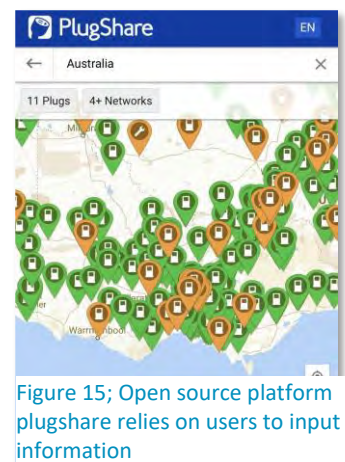 PlugShare
EN
Australia
11 Plugs 4+ Networks
Figure 15; Open source platform
plugshare relies on users to input
information